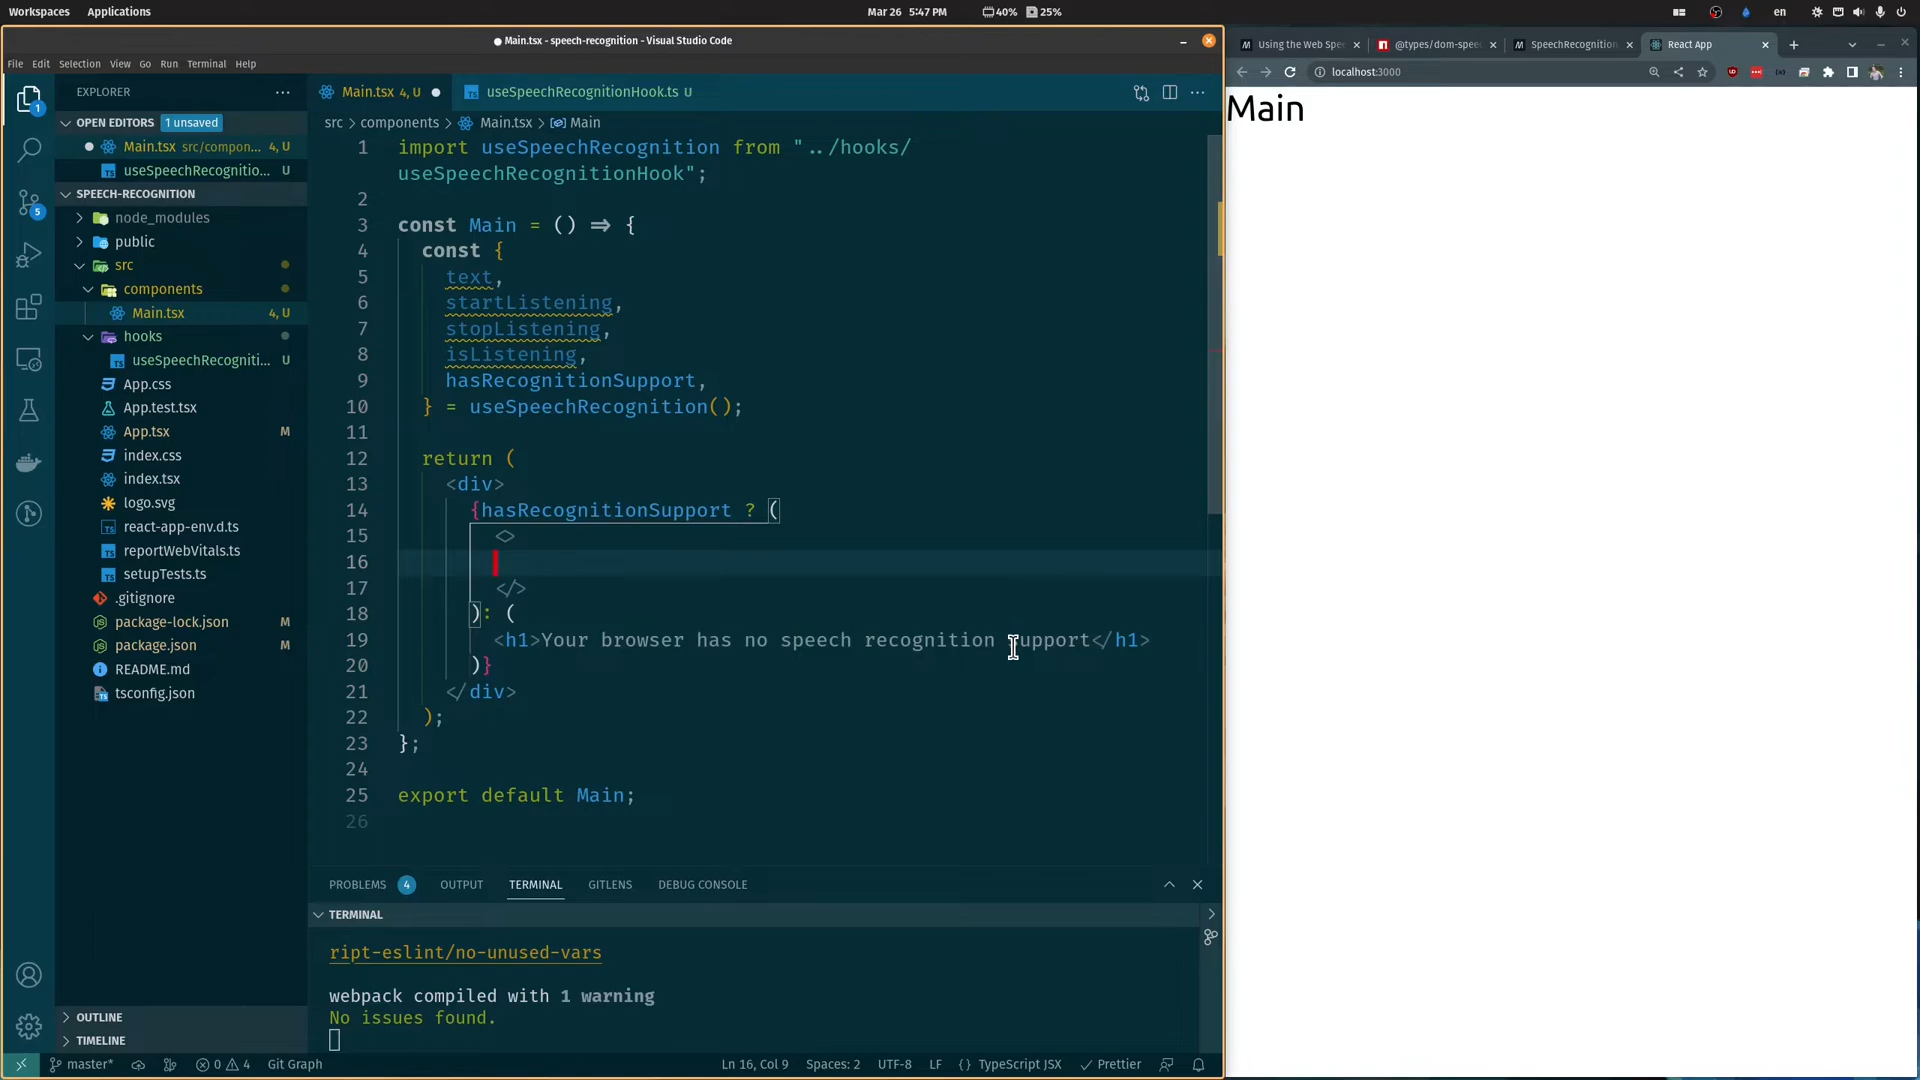 Workspaces Applications Mar 26 5:47 PM 40% 25% en
Main.tsx - speech-recognition - Visual Studio Code
File Edit Selection View Go Run Terminal Help
EXPLORER
OPEN EDITORS 1 unsaved
Main.tsx src/compon... 4, U
useSpeechRecognitio... U
SPEECH-RECOGNITION
node_modules
public
src
components
Main.tsx 4, U
hooks
useSpeechRecogniti... U
App.css
App.test.tsx
App.tsx M
index.css
index.tsx
logo.svg
react-app-env.d.ts
reportWebVitals.ts
setupTests.ts
.gitignore
package-lock.json
package.json
README.md
tsconfig.json
OUTLINE
TIMELINE
Main.tsx 4, U
useSpeechRecognitionHook.ts U
src > components > Main.tsx > Main
1 import useSpeechRecognition from "../hooks/
useSpeechRecognitionHook";
2
3 const Main = () => {
4 const {
5 text,
6 startListening,
7 stopListening,
8 isListening,
9 hasRecognitionSupport,
10 } = useSpeechRecognition();
11
12 return (
13 <div>
14 {hasRecognitionSupport ? (
15 <>
16
17 </>
18 ): (
19 <h1>Your browser has no speech recognition support</h1>
20 )}
21 </div>
22 );
23 };
24
25 export default Main;
26
PROBLEMS 4 OUTPUT TERMINAL GITLENS DEBUG CONSOLE
TERMINAL
ript-eslint/no-unused-vars
webpack compiled with 1 warning
No issues found.
master* 0 4 Git Graph Ln 16, Col 9 Spaces: 2 UTF-8 LF {} TypeScript JSX Prettier
Using the Web Spe @types/dom-spee SpeechRecognition React App
localhost:3000
Main